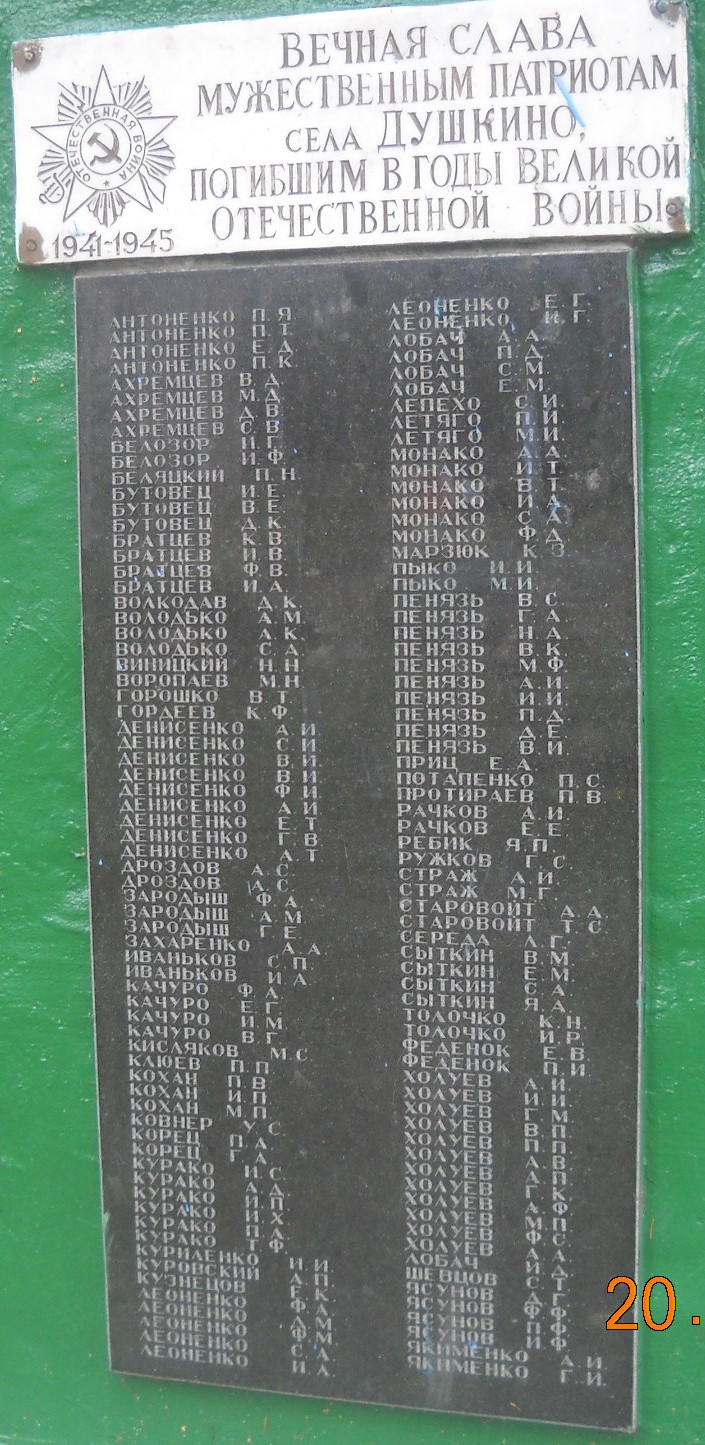 ВЕЧНАЯ СЛАВА
МУЖЕСТВЕННЫМ ПАТРИОТАМ
СЕЛА ДУШКИНО,
ПОГИБШИМ В ГОДЫ ВЕЛИКОЙ
ОТЕЧЕСТВЕННОЙ ВОЙНЫ
ОТЕЧЕСТВЕННАЯ ВОЙНА
1941-1945
АНТОНЕНКО П.Я.
АНТОНЕНКО П.Т.
АНТОНЕНКО Е.А.
АНТОНЕНКО П.К.
АХРЕМЦЕВ В.Д.
АХРЕМЦЕВ М.Д.
АХРЕМЦЕВ Д.В.
АХРЕМЦЕВ С.В.
БЕЛОЗОР И.Г.
БЕЛОЗОР И.Ф.
БЕЛЯЦКИЙ П.Н.
БУТОВЕЦ И.Е.
БУТОВЕЦ В.Е.
БУТОВЕЦ Д.К.
БРАТЦЕВ К.В.
БРАТЦЕВ И.В.
БРАТЦЕВ Ф.В.
БРАТЦЕВ И.А.
ВОЛКОДАВ Д.К.
ВОЛОДЬКО А.М.
ВОЛОДЬКО А.К.
ВОЛОДЬКО С.А.
ВИНИЦКИЙ Н.Н.
ВОРОПАЕВ М.Н.
ГОРОШКО В.Т.
ГОРДЕЕВ К.Ф.
ДЕНИСЕНКО А.И.
ДЕНИСЕНКО С.И.
ДЕНИСЕНКО В.И.
ДЕНИСЕНКО В.И.
ДЕНИСЕНКО Ф.И.
ДЕНИСЕНКО А.И.
ДЕНИСЕНКО Е.Т.
ДЕНИСЕНКО Г.В.
ДЕНИСЕНКО А.Т.
ДРОЗДОВ А.С.
ДРОЗДОВ А.С.
ЗАРОДЫШ Ф.А.
ЗАРОДЫШ А.М.
ЗАРОДЫШ Г.Е.
ЗАХАРЕНКО А.А.
ИВАНЬКОВ С.П.
ИВАНЬКОВ И.А.
КАЧУРО Ф.А.
КАЧУРО Е.Г.
КАЧУРО И.М.
КАЧУРО В.Г.
КИСЛЯКОВ М.С.
КЛЮЕВ П.П.
КОХАН П.В.
КОХАН И.П.
КОХАН М.П.
КОВНЕР У.С.
КОРЕЦ П.А.
КОРЕЦ Г.А.
КУРАКО И.С.
КУРАКО
КУРАКО
КУРАКО
КУРАКО
КУРИЛЕНКО И.И.
КУРОВСКИЙ
КУЗНЕЦОВ
ЛЕОНЕНКО
ЛЕОНЕНКО
ЛЕОНЕНКО
ЛЕОНЕНКО С.А.
ЛЕОНЕНКО И.А.
ЛЕОНЕНКО Е.Г.
ЛЕОНЕНКО И.Г.
ЛОБАЧ А.А.
ЛОБАЧ П.Д.
ЛОБАЧ С.М.
ЛОБАЧ Е.М.
ЛЕПЕХО С.И.
ЛЕТЯГО П.И.
ЛЕТЯГО М.И.
МОНАКО А.А.
МОНАКО И.Т.
МОНАКО В.Т.
МОНАКО И.А.
МОНАКО С.А.
МОНАКО Ф.Д.
МАРЗЮК К.З.
ПЫКО И.И.
ПЫКО М.И.
ПЕНЯЗЬ В.С.
ПЕНЯЗЬ Г.А.
ПЕНЯЗЬ Н.А.
ПЕНЯЗЬ В.К.
ПЕНЯЗЬ М.Ф.
ПЕНЯЗЬ А.И.
ПЕНЯЗЬ И.И.
ПЕНЯЗЬ П.Д.
ПЕНЯЗЬ Д.Е.
ПЕНЯЗЬ В.И.
ПРИЦ Е.А.
ПОТАПЕНКО П.С.
ПРОТИРАЕВ П.В.
РАЧКОВ А.И.
РАЧКОВ Е.Е.
РЕБИК Я.П.
РУЖКОВ Г.С.
СТРАЖ А.И.
СТРАЖ М.Г.
СТАРОВОЙТ А.А.
СТАРОВОЙТ Т.С.
СЕРЕДА Л.Г.
СЫТКИН В.М.
СЫТКИН Е.М.
СЫТКИН С.А.
СЫТКИН Я.А.
ТОЛОЧКО К.Н.
ТОЛОЧКО И.Р.
ФЕДЕНОК Е.В.
ФЕДЕНОК П.И.
ХОЛУЕВ А.И.
ХОЛУЕВ И.И.
ХОЛУЕВ Г.М.
ХОЛУЕВ В.П.
ХОЛУЕВ П.П.
ХОЛУЕВ
ХОЛУЕВ
ХОЛУЕВ
ХОЛУЕВ
ХОЛУЕВ
ХОЛУЕВ
ХОЛУЕВ
ЛОБАЧ
ШЕВЦОВ
ЯСУНОВ
ЯСУНОВ
ЯСУНОВ
ЯСУНОВ И.Ф.
ЯКИМЕНКО А.И.
ЯКИМЕНКО Г.И.
20.